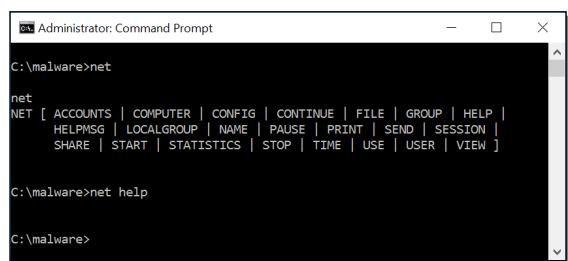 Administrator: Command Prompt
C:\malware>net
net
NET [ ACCOUNTS | COMPUTER | CONFIG | CONTINUE | FILE | GROUP | HELP |
HELPMSG | LOCALGROUP | NAME | PAUSE | PRINT | SEND | SESSION |
SHARE | START | STATISTICS | STOP | TIME | USE | USER | VIEW ]
C:\malware>net help
C:\malware>